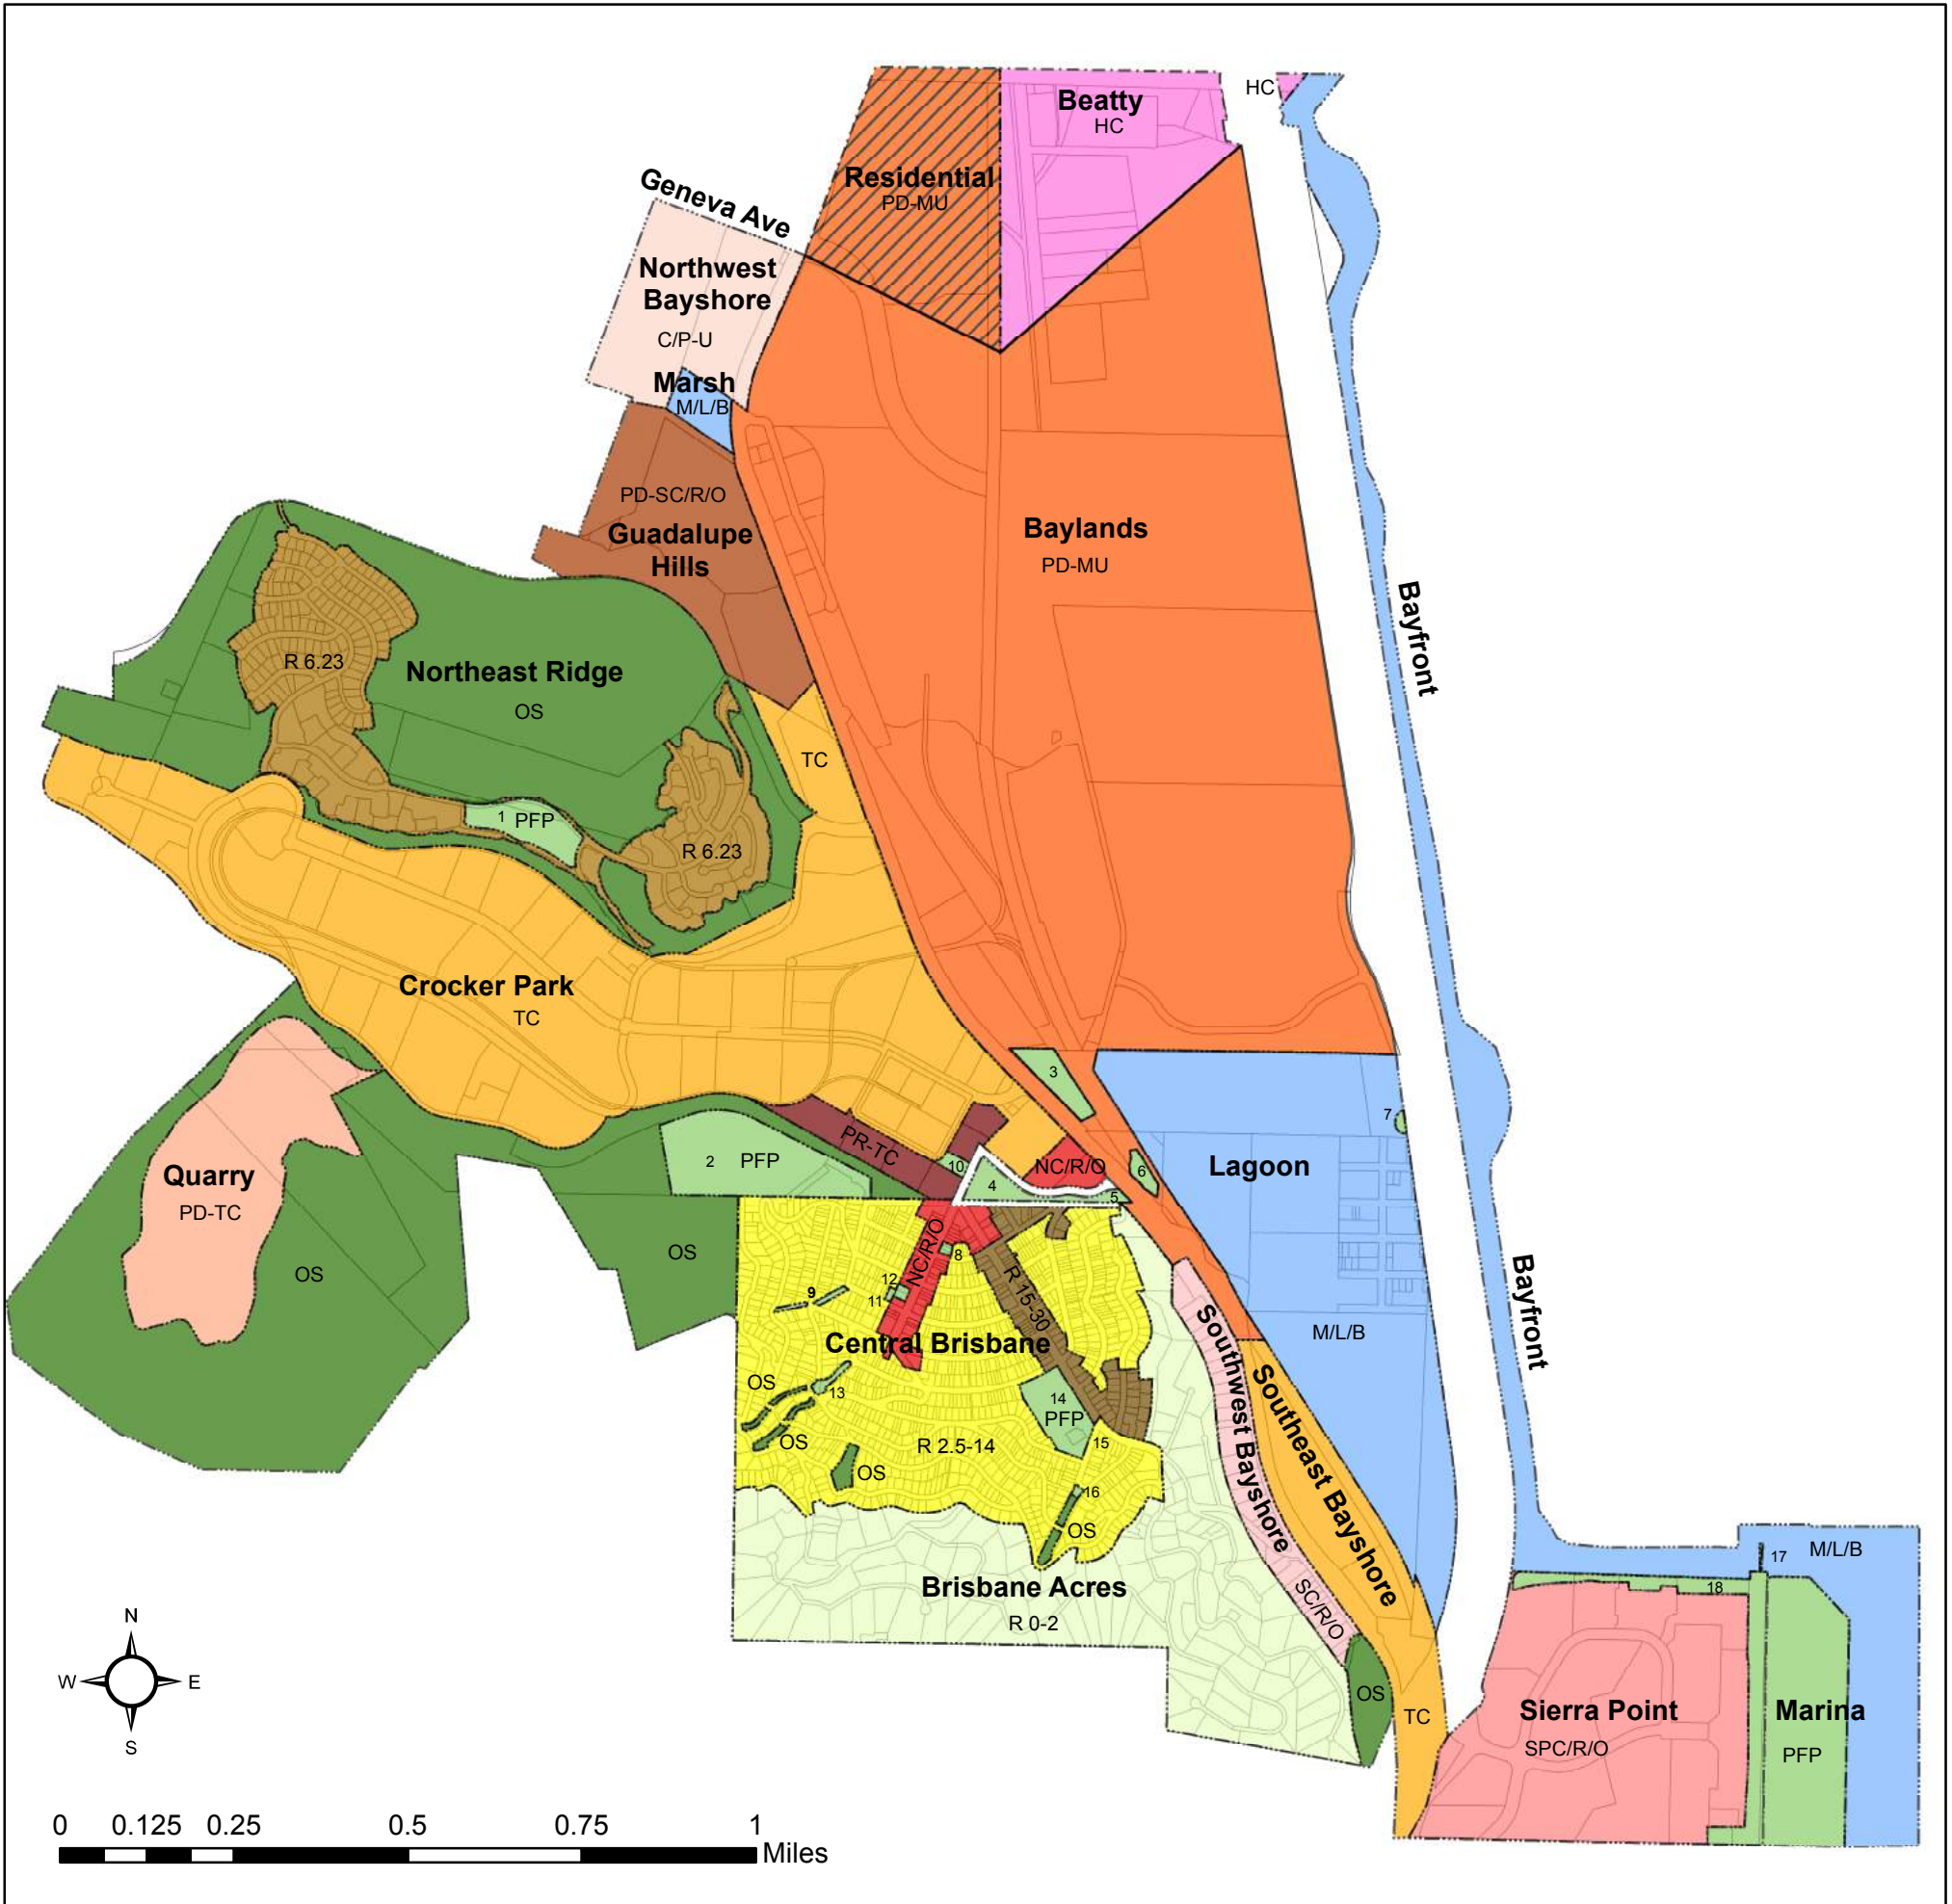 HC
Beatty
HC
Residential
PD-MU
Geneva Ave
Northwest
Bayshore
C/P-U
Marsh
M/L/B
PD-SC/R/O
Guadalupe
Hills
Baylands
PD-MU
Bayfront
R 6.23
Northeast Ridge
OS
TC
1 PFP
R 6.23
Crocker Park
TC
3
7
PR-TC
2 PFP
10
NC/R/O
4
5
6
Lagoon
Quarry
PD-TC
OS
OS
NC/R/O
8
9
12
11
R 15-30
Central Brisbane
M/L/B
Bayfront
Southwest Bayshore
Southeast Bayshore
OS
13
14
PFP
OS
R 2.5-14
15
OS
16
OS
Brisbane Acres
R 0-2
SC/R/O
17
M/L/B
18
OS
TC
Sierra Point
SPC/R/O
Marina
PFP
N
W
E
S
0 0.125 0.25 0.5 0.75 1
Miles